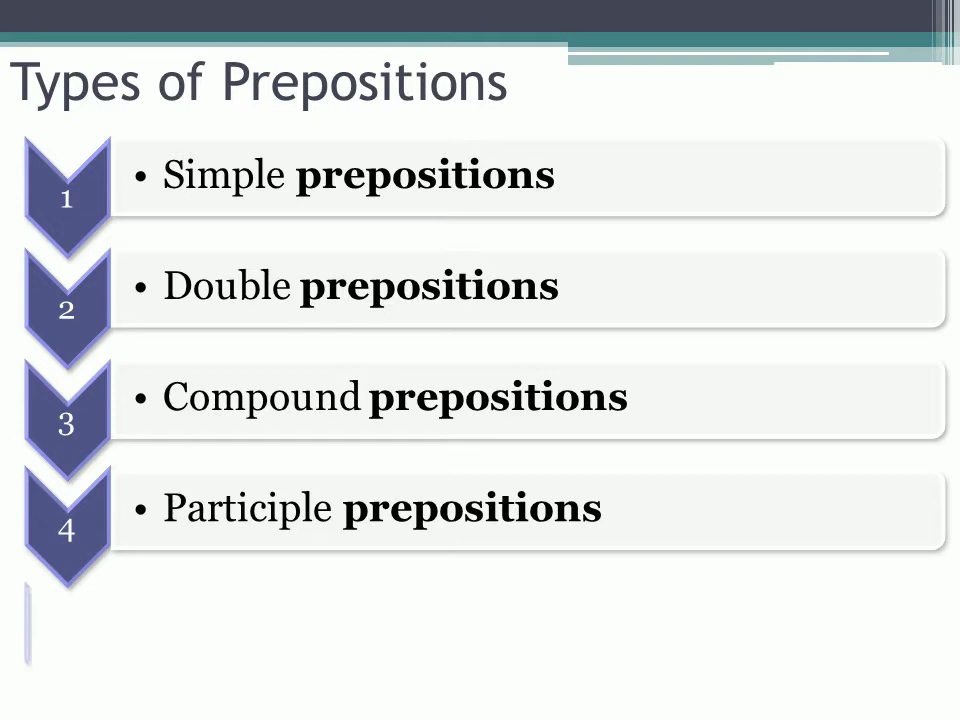 Types of Prepositions
1
• Simple prepositions
2
• Double prepositions
3
• Compound prepositions
4
• Participle prepositions